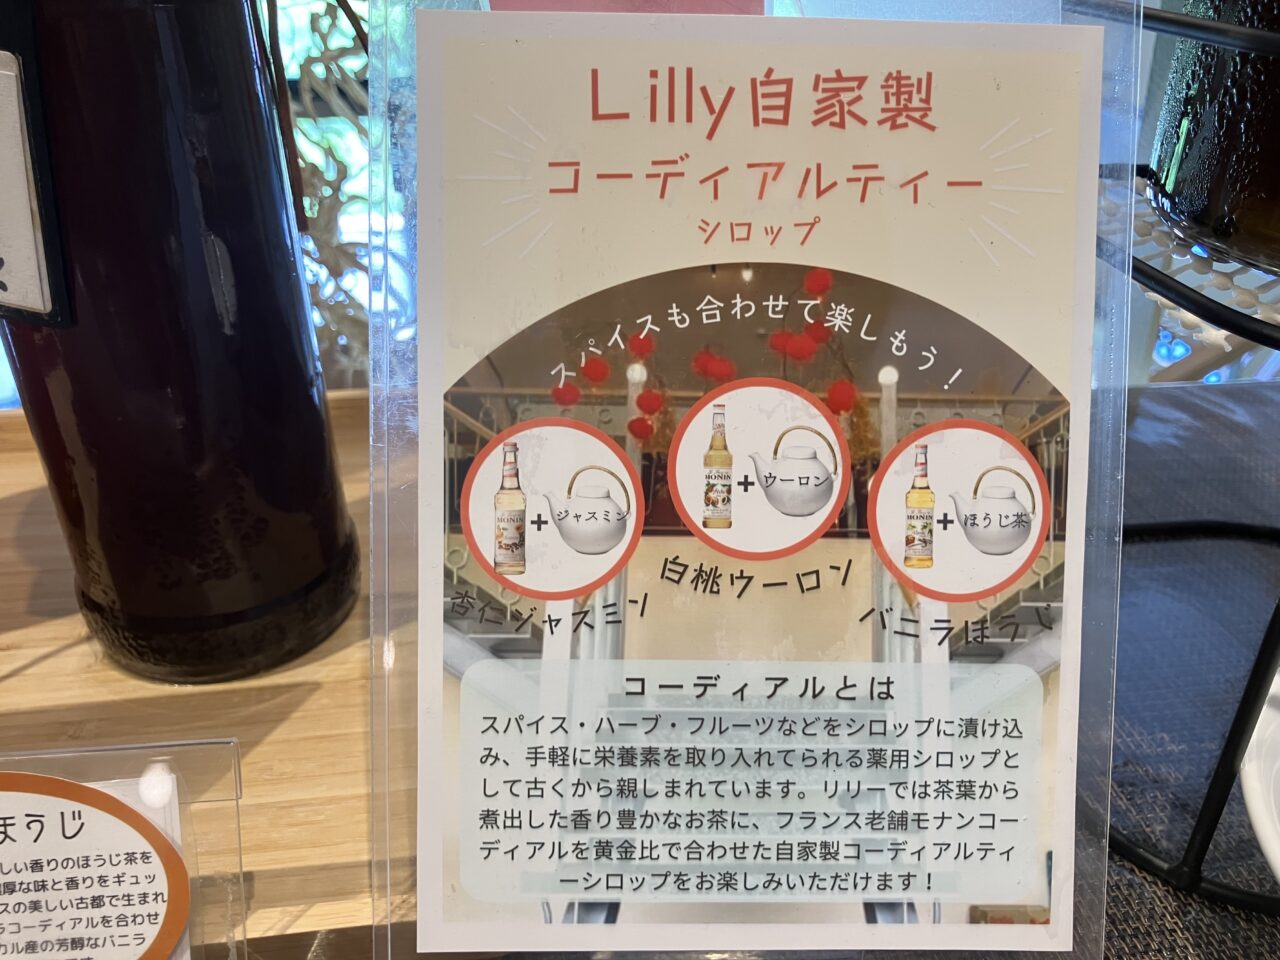 Lilly自家製
コーディアルティー
シロップ
スパイスも合わせて楽しもう！
MONIN
+
ジャスミン
MONIN
+
ウーロン
MONIN
+
ほうじ茶
杏仁ジャスミン
白桃ウーロン
バニラほうじ
コーディアルとは
スパイス・ハーブ・フルーツなどをシロップに漬け込
み、手軽に栄養素を取り入れてられる薬用シロップと
して古くから親しまれています。リリーでは茶葉から
煮出した香り豊かなお茶に、フランス老舗モナンコー
ディアルを黄金比で合わせた自家製コーディアルティ
ーシロップをお楽しみいただけます！
ほうじ
しい香りのほうじ茶を
厚な味と香りをギュッ
スの美しい古都で生まれ
ラコーディアルを合わせ
カル産の芳醇なバニラ